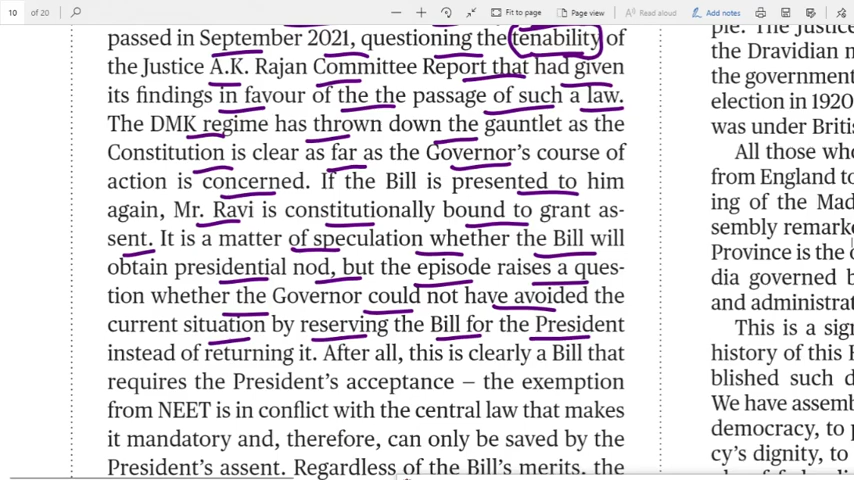 10 of 20
Fit to page
Page view
Read aloud
Add notes
passed in September 2021, questioning the tenability of
the Justice A.K. Rajan Committee Report that had given
its findings in favour of the the passage of such a law.
The DMK regime has thrown down the gauntlet as the
Constitution is clear as far as the Governor's course of
action is concerned. If the Bill is presented to him
again, Mr. Ravi is constitutionally bound to grant as-
sent. It is a matter of speculation whether the Bill will
obtain presidential nod, but the episode raises a ques-
tion whether the Governor could not have avoided the
current situation by reserving the Bill for the President
instead of returning it. After all, this is clearly a Bill that
requires the President's acceptance — the exemption
from NEET is in conflict with the central law that makes
it mandatory and, therefore, can only be saved by the
President's assent. Regardless of the Bill's merits, the
ple. The Justice
the Dravidian
the government
election in 1920
was under Briti
All those who
from England to
ing of the Mad
sembly remarke
Province is the
dia governed b
and administrat
This is a sig
history of this
blished such d
We have assemb
democracy, to p
cy's dignity, to